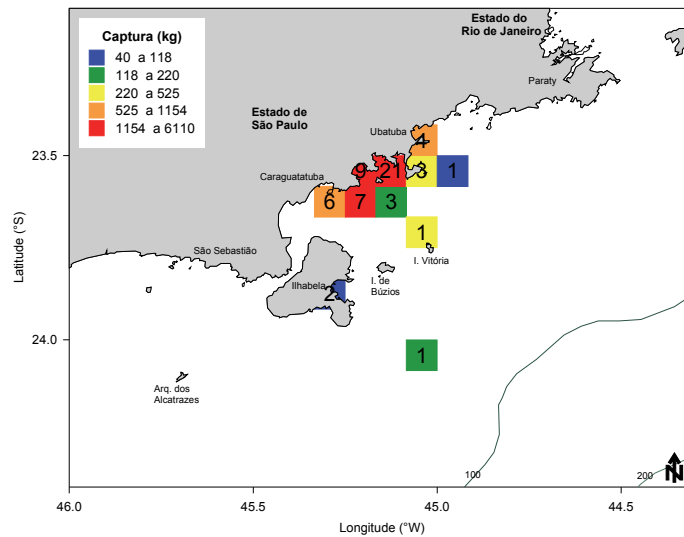 Captura (kg)
40 a 118
118 a 220
220 a 525
525 a 1154
1154 a 6110
Estado do
Rio de Janeiro
Paraty
Estado de
São Paulo
Ubatuba
4
23.5
9
21
3
1
Caraguatatuba
6
7
3
1
São Sebastião
I. Vitória
Ilhabela
2
I. de
Búzios
24.0
1
Arq. dos
Alcatrazes
100
200
N
46.0
45.5
45.0
44.5
Latitude (°S)
Longitude (°W)